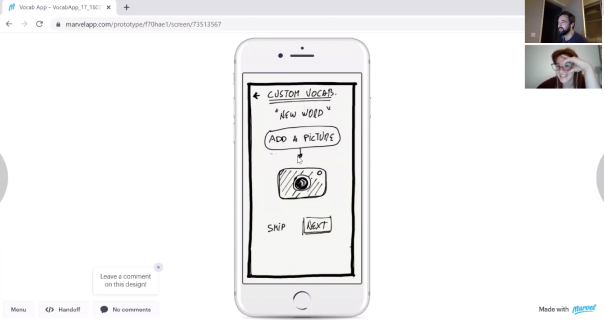 Vocab App – VocabApp_17_1
marvelapp.com/prototype/f70hae1/screen/73513567
CUSTOM VOCAB.
"NEW WORD"
ADD A PICTURE
SKIP
NEXT
Leave a comment
on this design!
Menu
</> Handoff
No comments
Made with Marvel